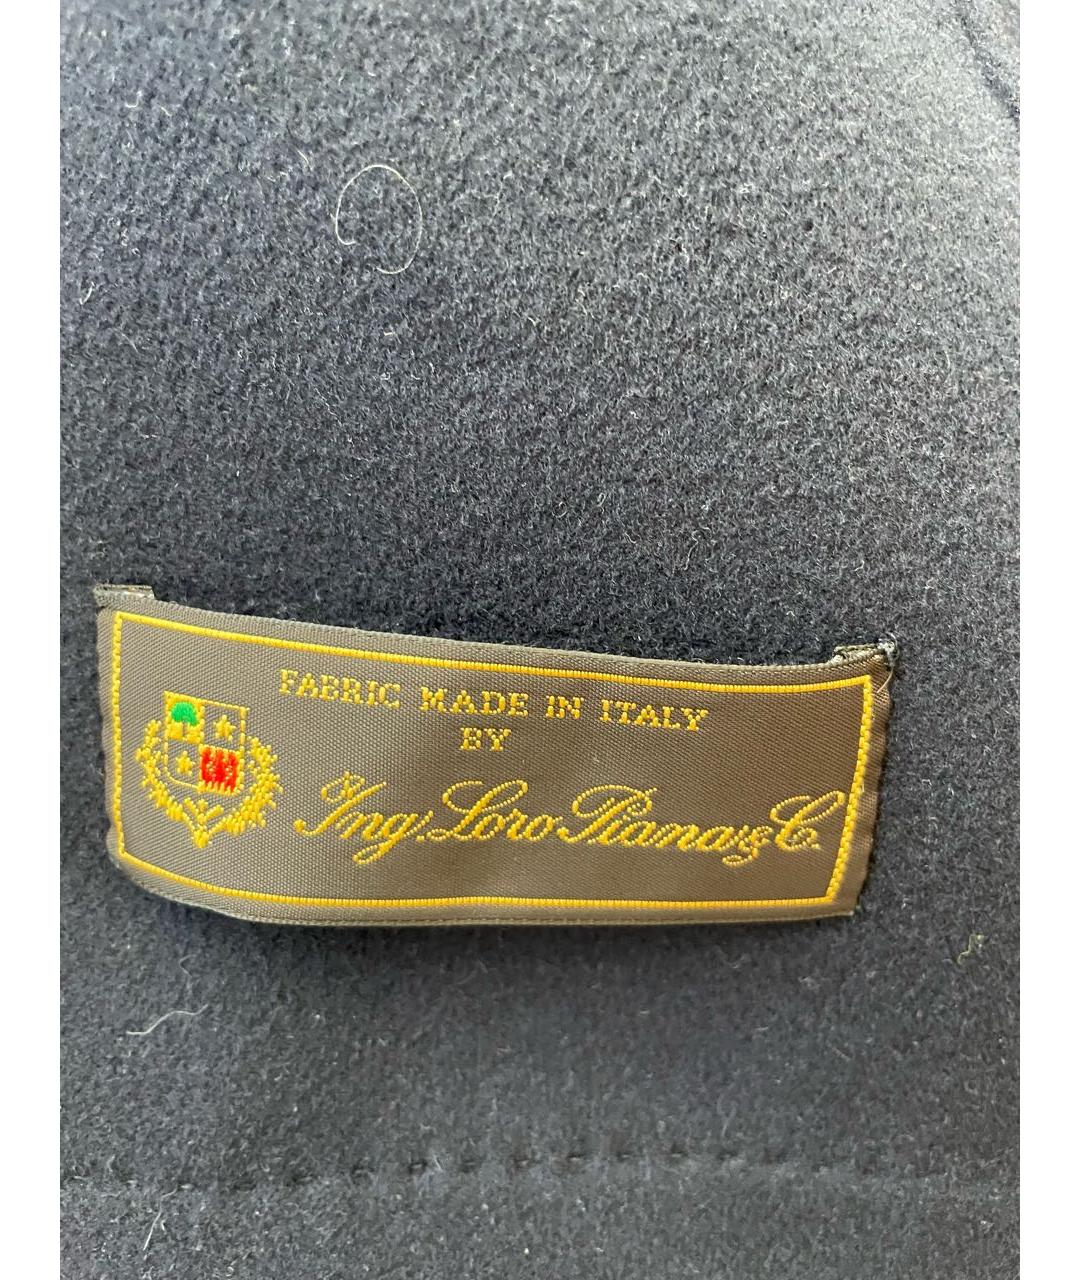 FABRIC MADE IN ITALY
BY
Ing. Loro Piana & C.